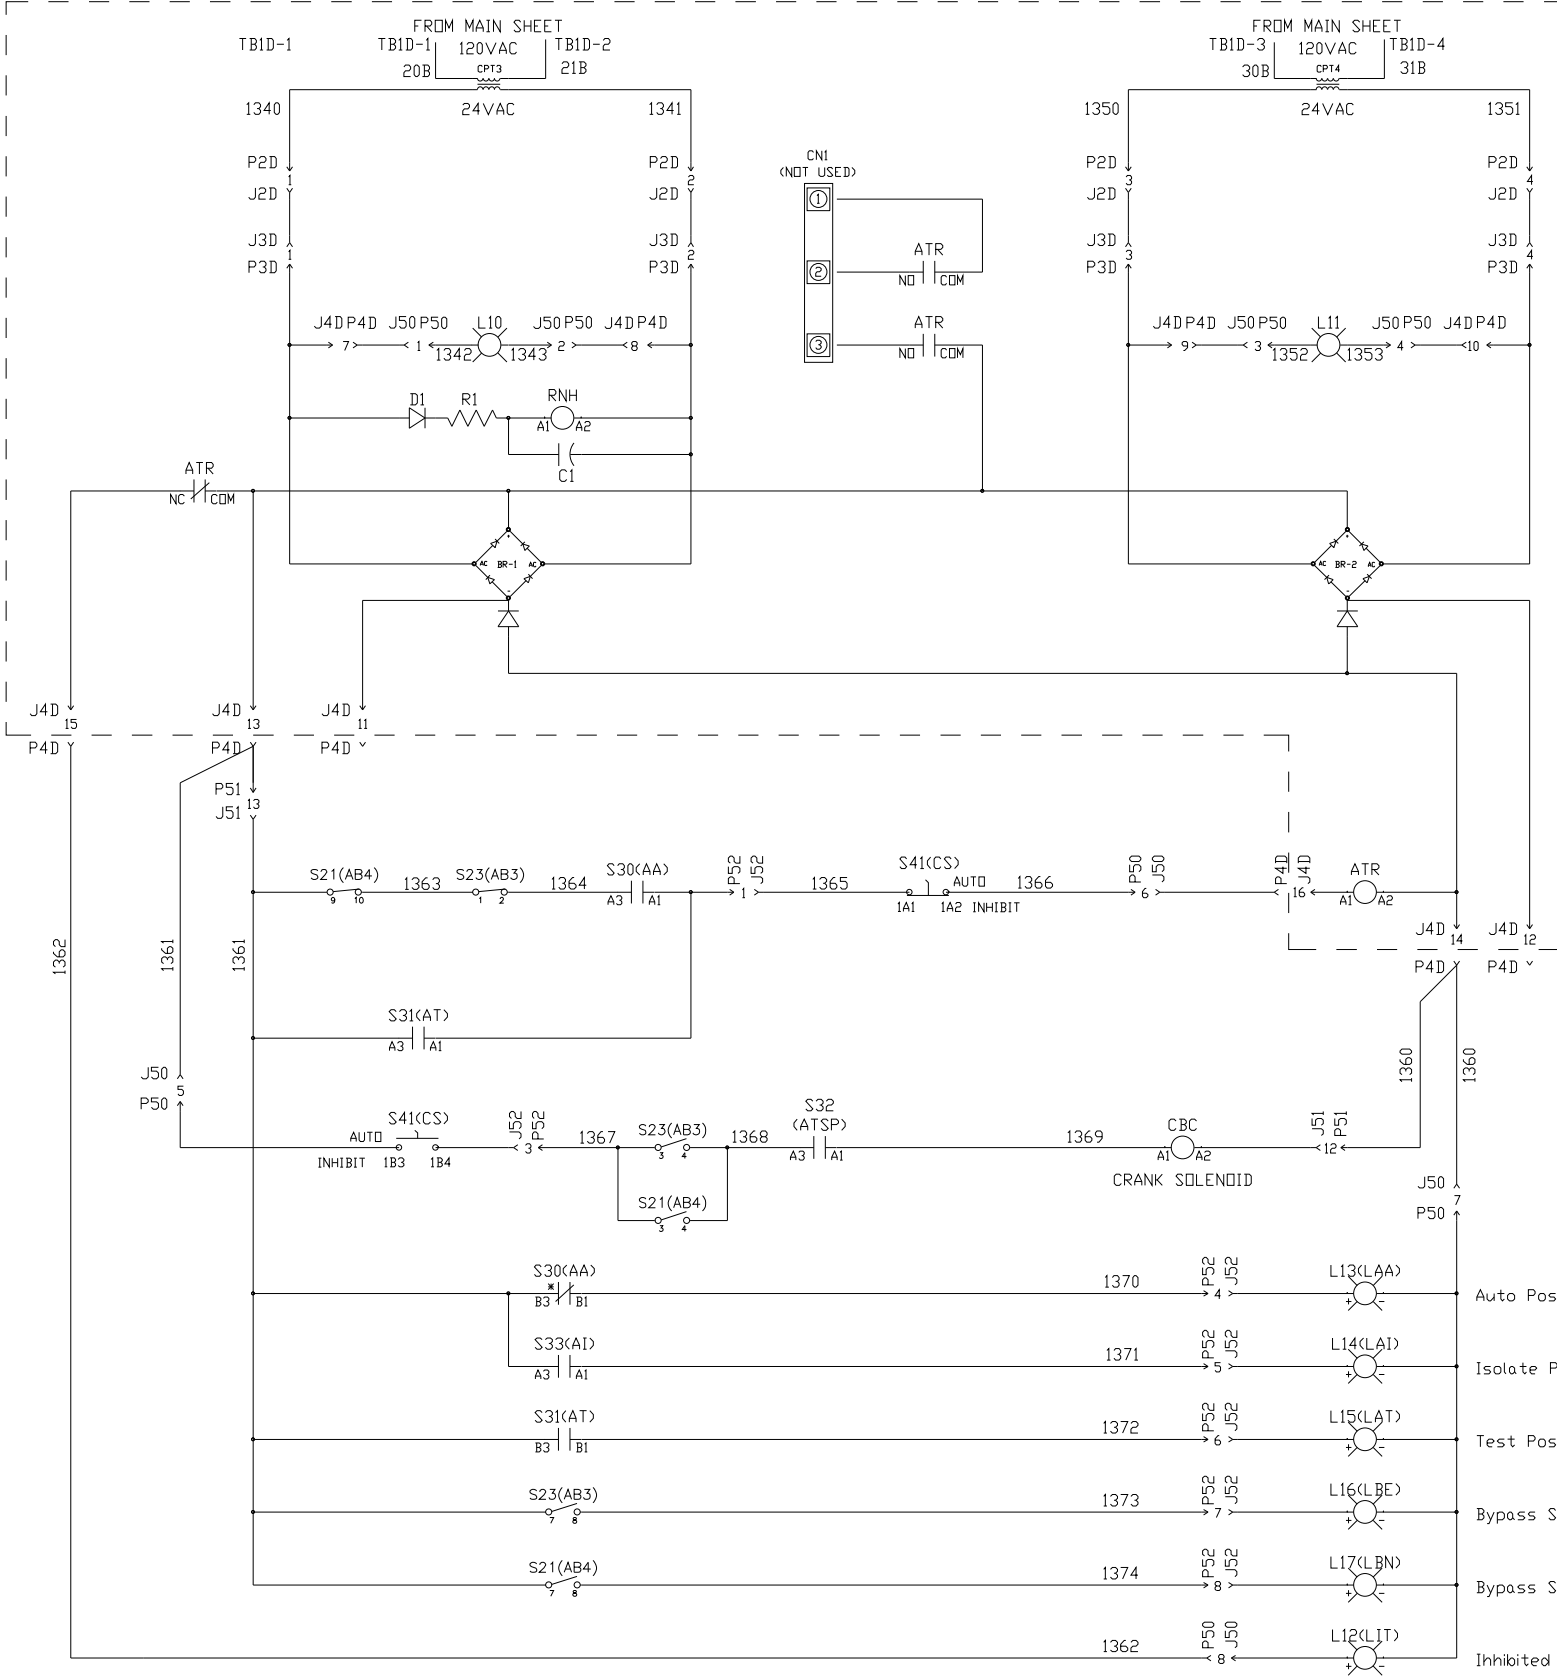 FROM MAIN SHEET FROM MAIN SHEET
TB1D-1 TB1D-1 120VAC TB1D-2 TB1D-3 120VAC TB1D-4
20B CPT3 21B 30B CPT4 31B
1340 24VAC 1341 1350 24VAC 1351
CN1
(NOT USED)
P2D P2D P2D P2D
1 2 3 4
J2D J2D J2D J2D
1
J3D J3D J3D J3D
1 2 3 4
P3D P3D P3D P3D
ATR
2 NO COM
J4D P4D J50 P50 L10 J50 P50 J4D P4D ATR J4D P4D J50 P50 L11 J50 P50 J4D P4D
7 1 1342 1343 2 8 3 NO COM 9 3 1352 1353 4 10
D1 R1 RNH
A1 A2
C1
ATR
NC COM
+ +
AC BR-1 AC AC BR-2 AC
- -
J4D J4D J4D
15 13 11
P4D P4D P4D
P51
13
J51
S21(AB4) 1363 S23(AB3) 1364 S30(AA) P52 J52 1365 S41(CS) AUTO 1366 P50 J50 P4D J4D ATR
9 10 1 2 A3 A1 1 1A1 1A2 INHIBIT 6 16 A1 A2
J4D J4D
14 12
P4D P4D
1362 1361 1361
S31(AT)
A3 A1
1360 1360
J50
5
P50
S41(CS) J52 P52 1367 S23(AB3) 1368 S32
(ATSP) 1369 CBC J51 P51
AUTO
INHIBIT 1B3 1B4 3 3 4 A3 A1 A1 A2 12
CRANK SOLENOID
J50
7
P50
S21(AB4)
3 4
S30(AA) 1370 P52 J52 L13(LAA)
* B3 B1 4 + - Auto Pos
S33(AI) 1371 P52 J52 L14(LAI)
A3 A1 5 + - Isolate P
S31(AT) 1372 P52 J52 L15(LAT)
B3 B1 6 + - Test Pos
S23(AB3) 1373 P52 J52 L16(LBE)
7 8 7 + - Bypass S
S21(AB4) 1374 P52 J52 L17(LBN)
7 8 8 + - Bypass S
1362 P50 J50 L12(LIT)
8 + - Ihhibited